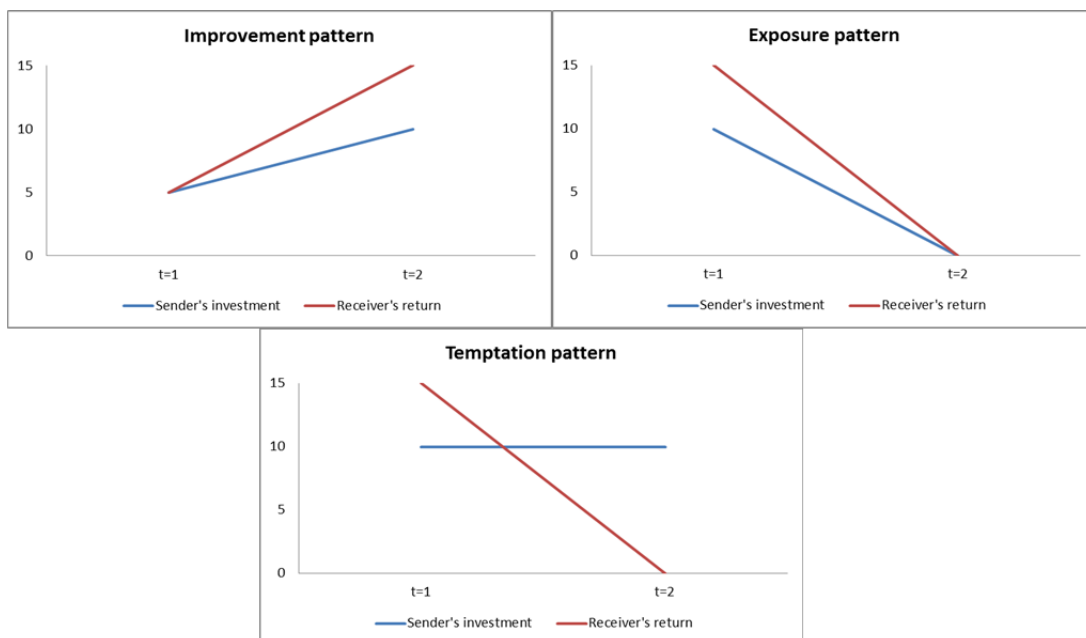 Improvement pattern
15
10
5
0
t=1 t=2
Sender's investment Receiver's return
Exposure pattern
15
10
5
0
t=1 t=2
Sender's investment Receiver's return
Temptation pattern
15
10
5
0
t=1 t=2
Sender's investment Receiver's return